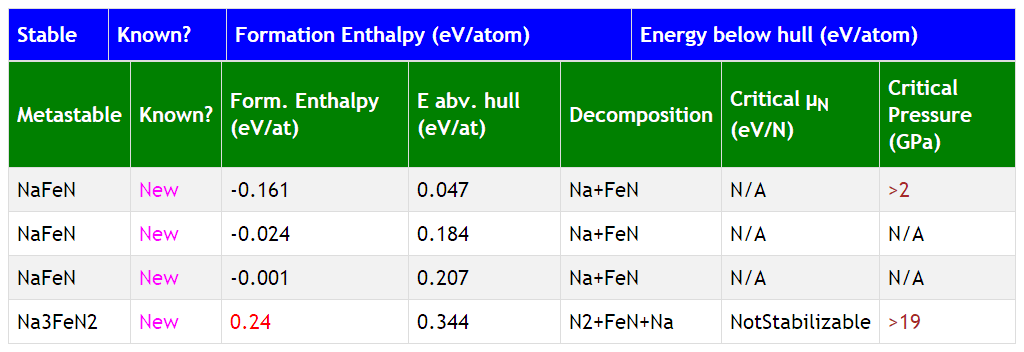 Stable Known? Formation Enthalpy (eV/atom) Energy below hull (eV/atom)
Metastable Known? Form. Enthalpy (eV/at) E abv. hull (eV/at) Decomposition Critical μN (eV/N) Critical Pressure (GPa)
NaFeN New -0.161 0.047 Na+FeN N/A >2
NaFeN New -0.024 0.184 Na+FeN N/A N/A
NaFeN New -0.001 0.207 Na+FeN N/A N/A
Na3FeN2 New 0.24 0.344 N2+FeN+Na NotStabilizable >19